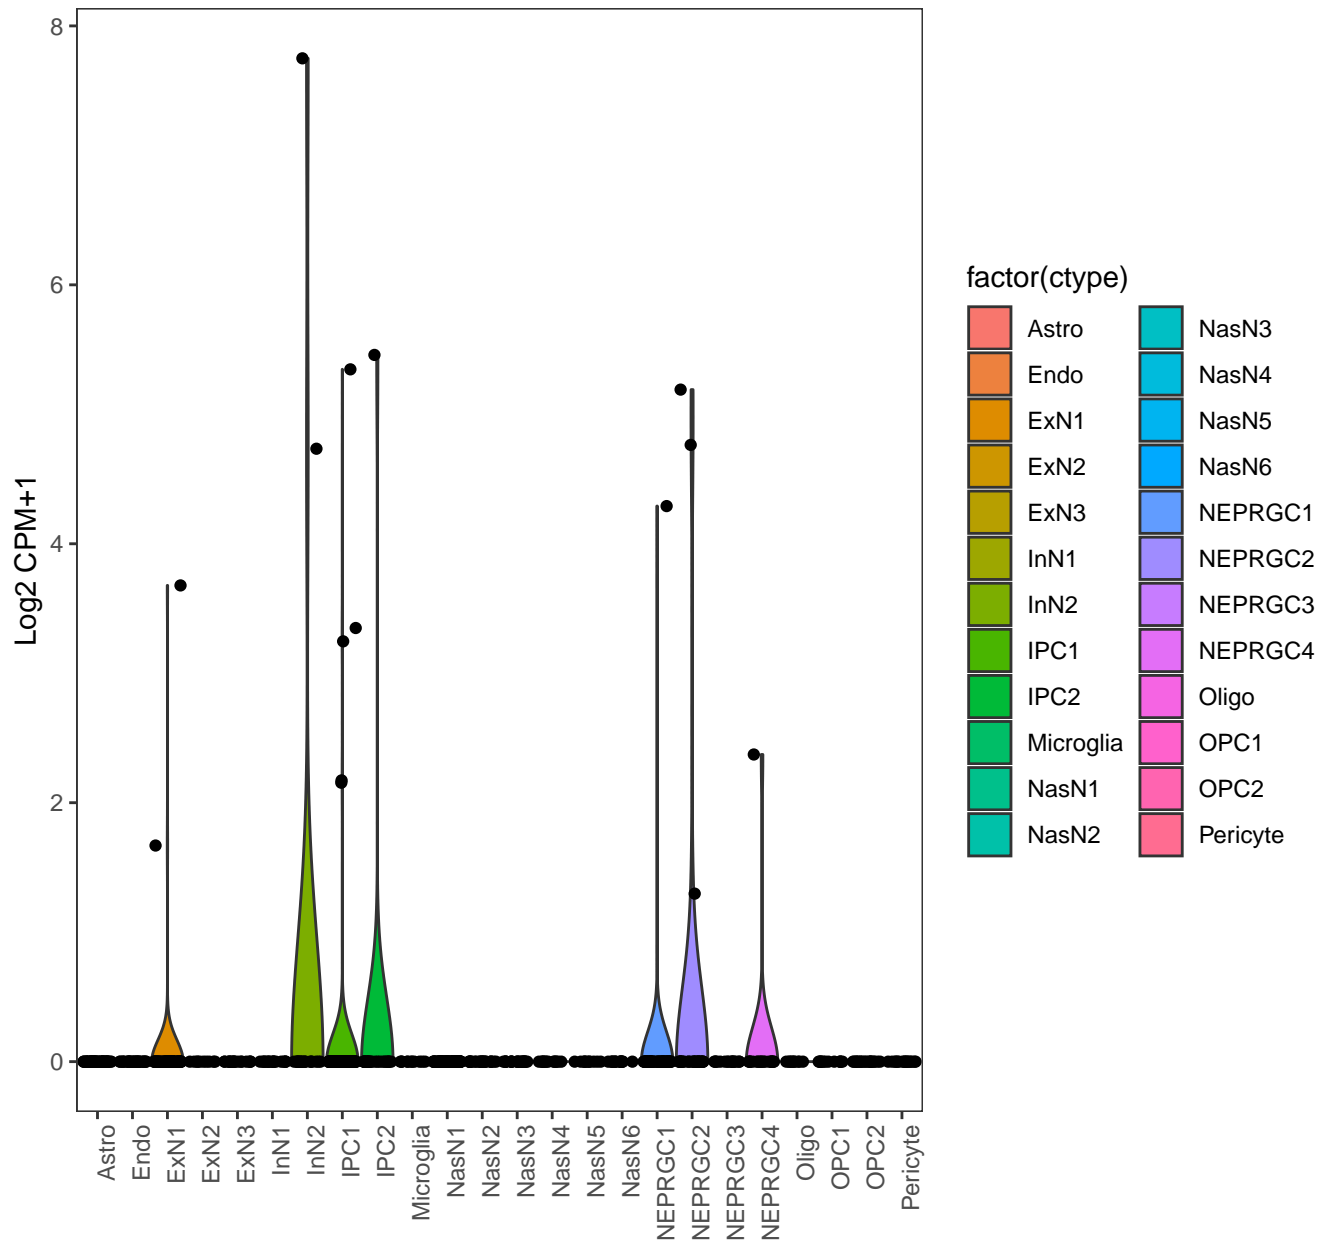 8
6
4
2
0
Log2 CPM+1
Astro
Endo
ExN1
ExN2
ExN3
InN1
InN2
IPC1
IPC2
Microglia
NasN1
NasN2
NasN3
NasN4
NasN5
NasN6
NEPRGC1
NEPRGC2
NEPRGC3
NEPRGC4
Oligo
OPC1
OPC2
Pericyte
factor(ctype)
Astro
Endo
ExN1
ExN2
ExN3
InN1
InN2
IPC1
IPC2
Microglia
NasN1
NasN2
NasN3
NasN4
NasN5
NasN6
NEPRGC1
NEPRGC2
NEPRGC3
NEPRGC4
Oligo
OPC1
OPC2
Pericyte